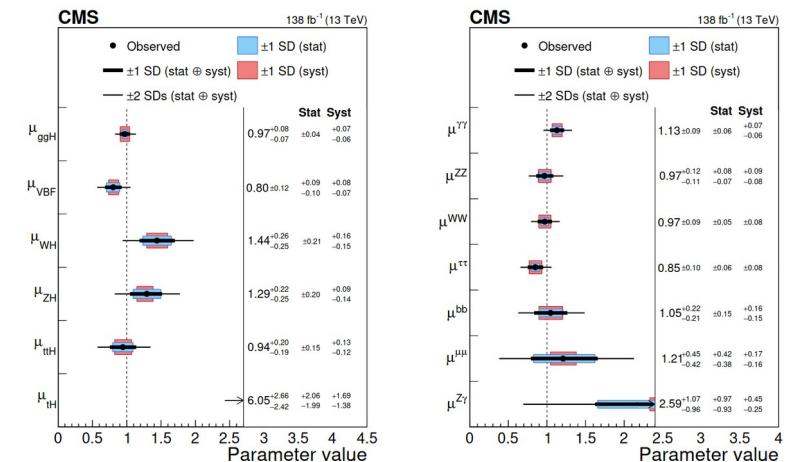 CMS 138 fb⁻¹ (13 TeV)
Observed ±1 SD (stat)
±1 SD (stat ⊕ syst) ±1 SD (syst)
±2 SDs (stat ⊕ syst)
Stat Syst
μggH 0.97 +0.08 −0.07 ±0.04 +0.07 −0.06
μVBF 0.80 ±0.12 +0.09 −0.10 +0.08 −0.07
μWH 1.44 +0.26 −0.25 ±0.21 +0.16 −0.15
μZH 1.29 +0.22 −0.25 ±0.20 +0.09 −0.14
μttH 0.94 +0.20 −0.19 ±0.15 +0.13 −0.12
μtH 6.05 +2.66 −2.42 +2.06 −1.99 +1.69 −1.38
0 0.5 1 1.5 2 2.5 3 3.5 4 4.5
Parameter value
CMS 138 fb⁻¹ (13 TeV)
Observed ±1 SD (stat)
±1 SD (stat ⊕ syst) ±1 SD (syst)
±2 SDs (stat ⊕ syst)
Stat Syst
μγγ 1.13 ±0.09 ±0.06 +0.07 −0.06
μZZ 0.97 +0.12 −0.11 +0.08 −0.07 +0.09 −0.08
μWW 0.97 ±0.09 ±0.05 ±0.08
μττ 0.85 ±0.10 ±0.06 ±0.08
μbb 1.05 +0.22 −0.21 ±0.15 +0.16 −0.15
μμμ 1.21 +0.45 −0.42 +0.42 −0.38 +0.17 −0.16
μZγ 2.59 +1.07 −0.96 +0.97 −0.93 +0.45 −0.25
0 0.5 1 1.5 2 2.5 3 3.5 4
Parameter value